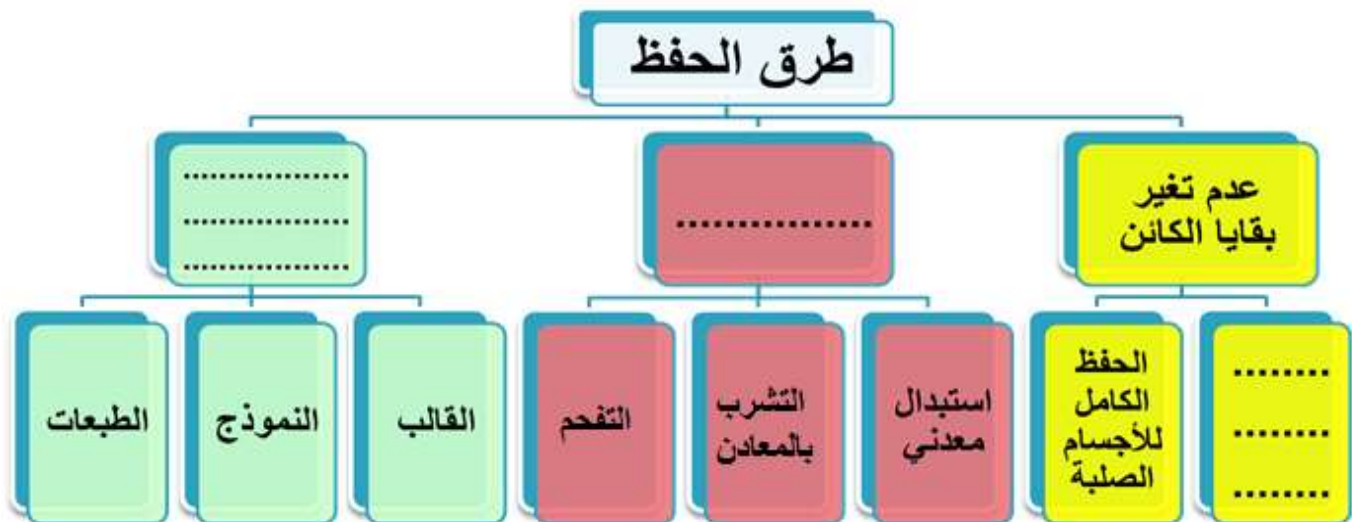 طرق الحفظ
عدم تغير
بقايا الكائن
................
.................
.................
.................
........
........
........
الحفظ
الكامل
للأجسام
الصلبة
استبدال
معدني
التشرب
بالمعادن
التفحم
القالب
النموذج
الطبعات